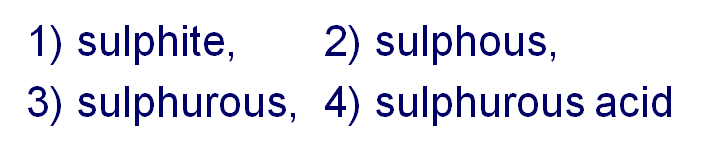 1) sulphite, 2) sulphous,
3) sulphurous, 4) sulphurous acid